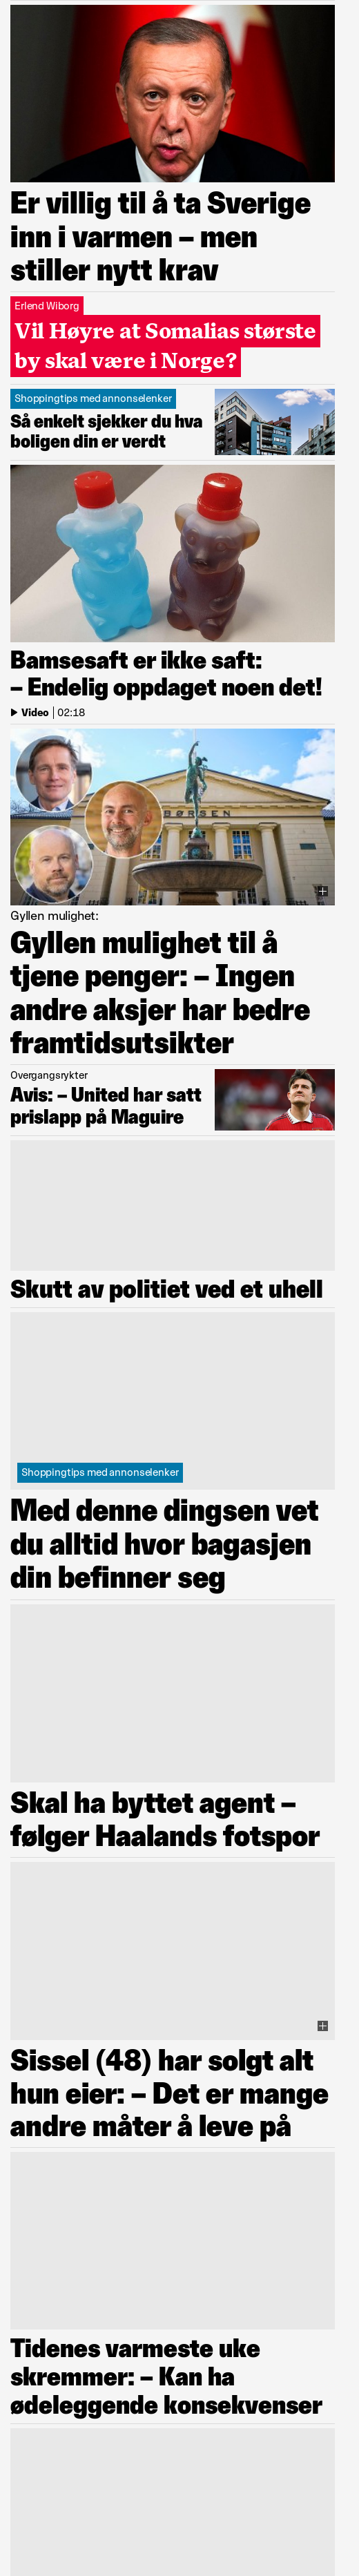 Er villig til å ta Sverige
inn i varmen – men
stiller nytt krav
Erlend Wiborg
Vil Høyre at Somalias største
by skal være i Norge?
Shoppingtips med annonselenker
Så enkelt sjekker du hva
boligen din er verdt
Bamsesaft er ikke saft:
– Endelig oppdaget noen det!
Video | 02:18
BØRSEN
Gyllen mulighet:
Gyllen mulighet til å
tjene penger: – Ingen
andre aksjer har bedre
framtidsutsikter
Overgangsrykter
Avis: – United har satt
prislapp på Maguire
Skutt av politiet ved et uhell
Shoppingtips med annonselenker
Med denne dingsen vet
du alltid hvor bagasjen
din befinner seg
Skal ha byttet agent –
følger Haalands fotspor
Sissel (48) har solgt alt
hun eier: – Det er mange
andre måter å leve på
Tidenes varmeste uke
skremmer: – Kan ha
ødeleggende konsekvenser